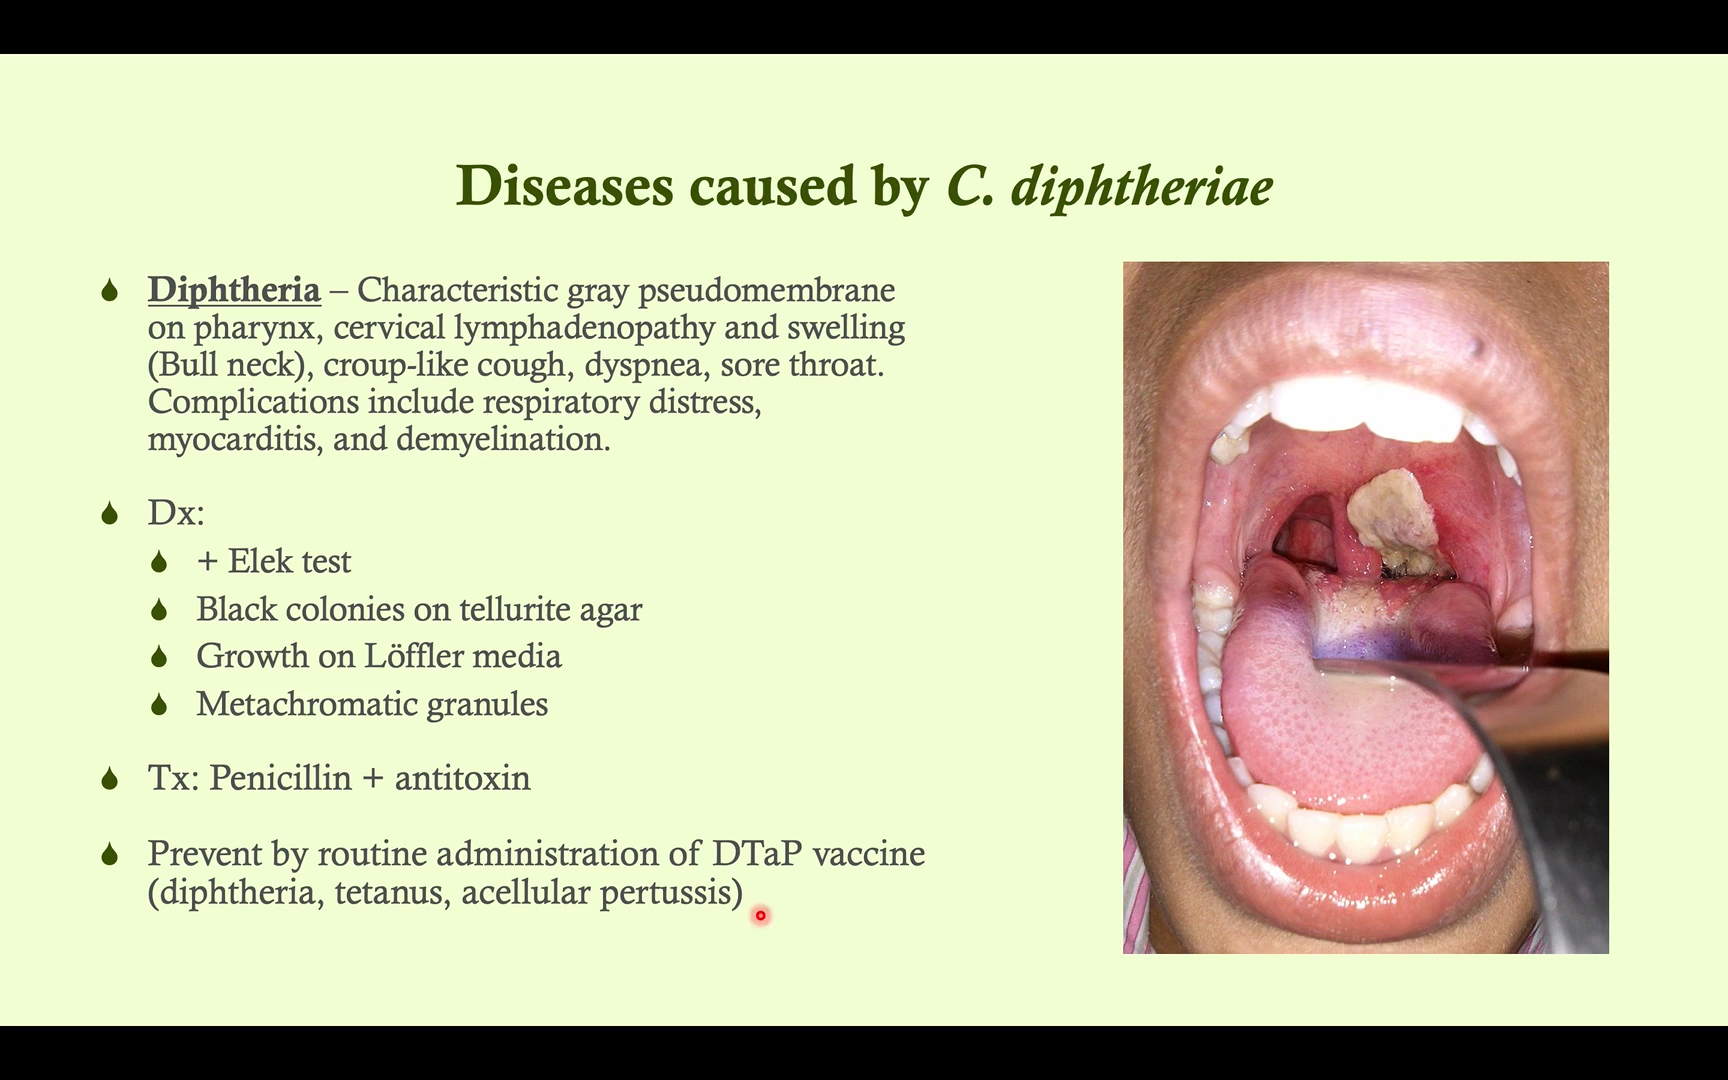 Diseases caused by C. diphtheriae
Diphtheria – Characteristic gray pseudomembrane
on pharynx, cervical lymphadenopathy and swelling
(Bull neck), croup-like cough, dyspnea, sore throat.
Complications include respiratory distress,
myocarditis, and demyelination.
Dx:
+ Elek test
Black colonies on tellurite agar
Growth on Löffler media
Metachromatic granules
Tx: Penicillin + antitoxin
Prevent by routine administration of DTaP vaccine
(diphtheria, tetanus, acellular pertussis)